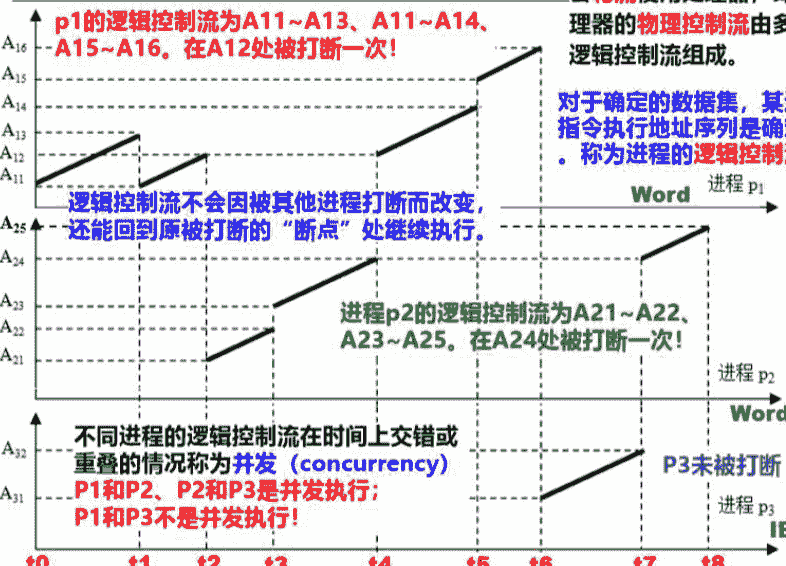 p1的逻辑控制流为A11~A13、A11~A14、
A15~A16。在A12处被打断一次！
理器的物理控制流由多
逻辑控制流组成。
对于确定的数据集，某
指令执行地址序列是确
。称为进程的逻辑控制
A16
A15
A14
A13
A12
A11
Word 进程 p1
逻辑控制流不会因被其他进程打断而改变，
还能回到原被打断的“断点”处继续执行。
A25
A24
A23
A22
A21
进程p2的逻辑控制流为A21~A22、
A23~A25。在A24处被打断一次！
进程 p2
Word
不同进程的逻辑控制流在时间上交错或
重叠的情况称为并发（concurrency）
P1和P2、P2和P3是并发执行；
P1和P3不是并发执行！
A32
A31
P3未被打断
进程 p3
t0 t1 t2 t3 t4 t5 t6 t7 t8